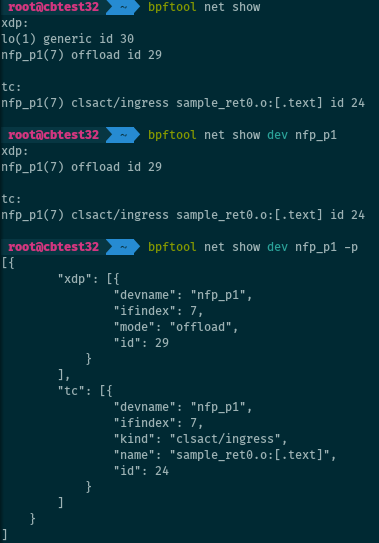 root@cbtest32 ~ bpftool net show
xdp:
lo(1) generic id 30
nfp_p1(7) offload id 29

tc:
nfp_p1(7) clsact/ingress sample_ret0.o:[.text] id 24

root@cbtest32 ~ bpftool net show dev nfp_p1
xdp:
nfp_p1(7) offload id 29

tc:
nfp_p1(7) clsact/ingress sample_ret0.o:[.text] id 24

root@cbtest32 ~ bpftool net show dev nfp_p1 -p
[{
        "xdp": [{
                "devname": "nfp_p1",
                "ifindex": 7,
                "mode": "offload",
                "id": 29
            }
        ],
        "tc": [{
                "devname": "nfp_p1",
                "ifindex": 7,
                "kind": "clsact/ingress",
                "name": "sample_ret0.o:[.text]",
                "id": 24
            }
        ]
    }
]